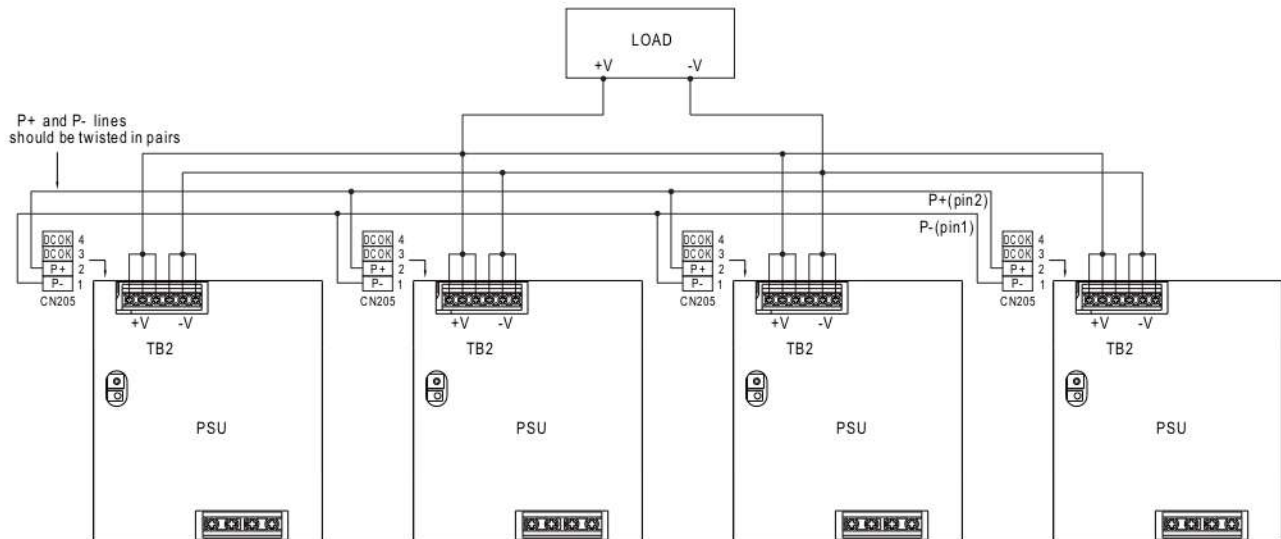 LOAD
+V -V
P+ and P- lines
should be twisted in pairs
P+(pin2)
P-(pin1)
DCOK 4
DCOK 3
P+ 2
P- 1
CN205
DCOK 4
DCOK 3
P+ 2
P- 1
CN205
DCOK 4
DCOK 3
P+ 2
P- 1
CN205
DCOK 4
DCOK 3
P+ 2
P- 1
CN205
+V -V
TB2
PSU
+V -V
TB2
PSU
+V -V
TB2
PSU
+V -V
TB2
PSU